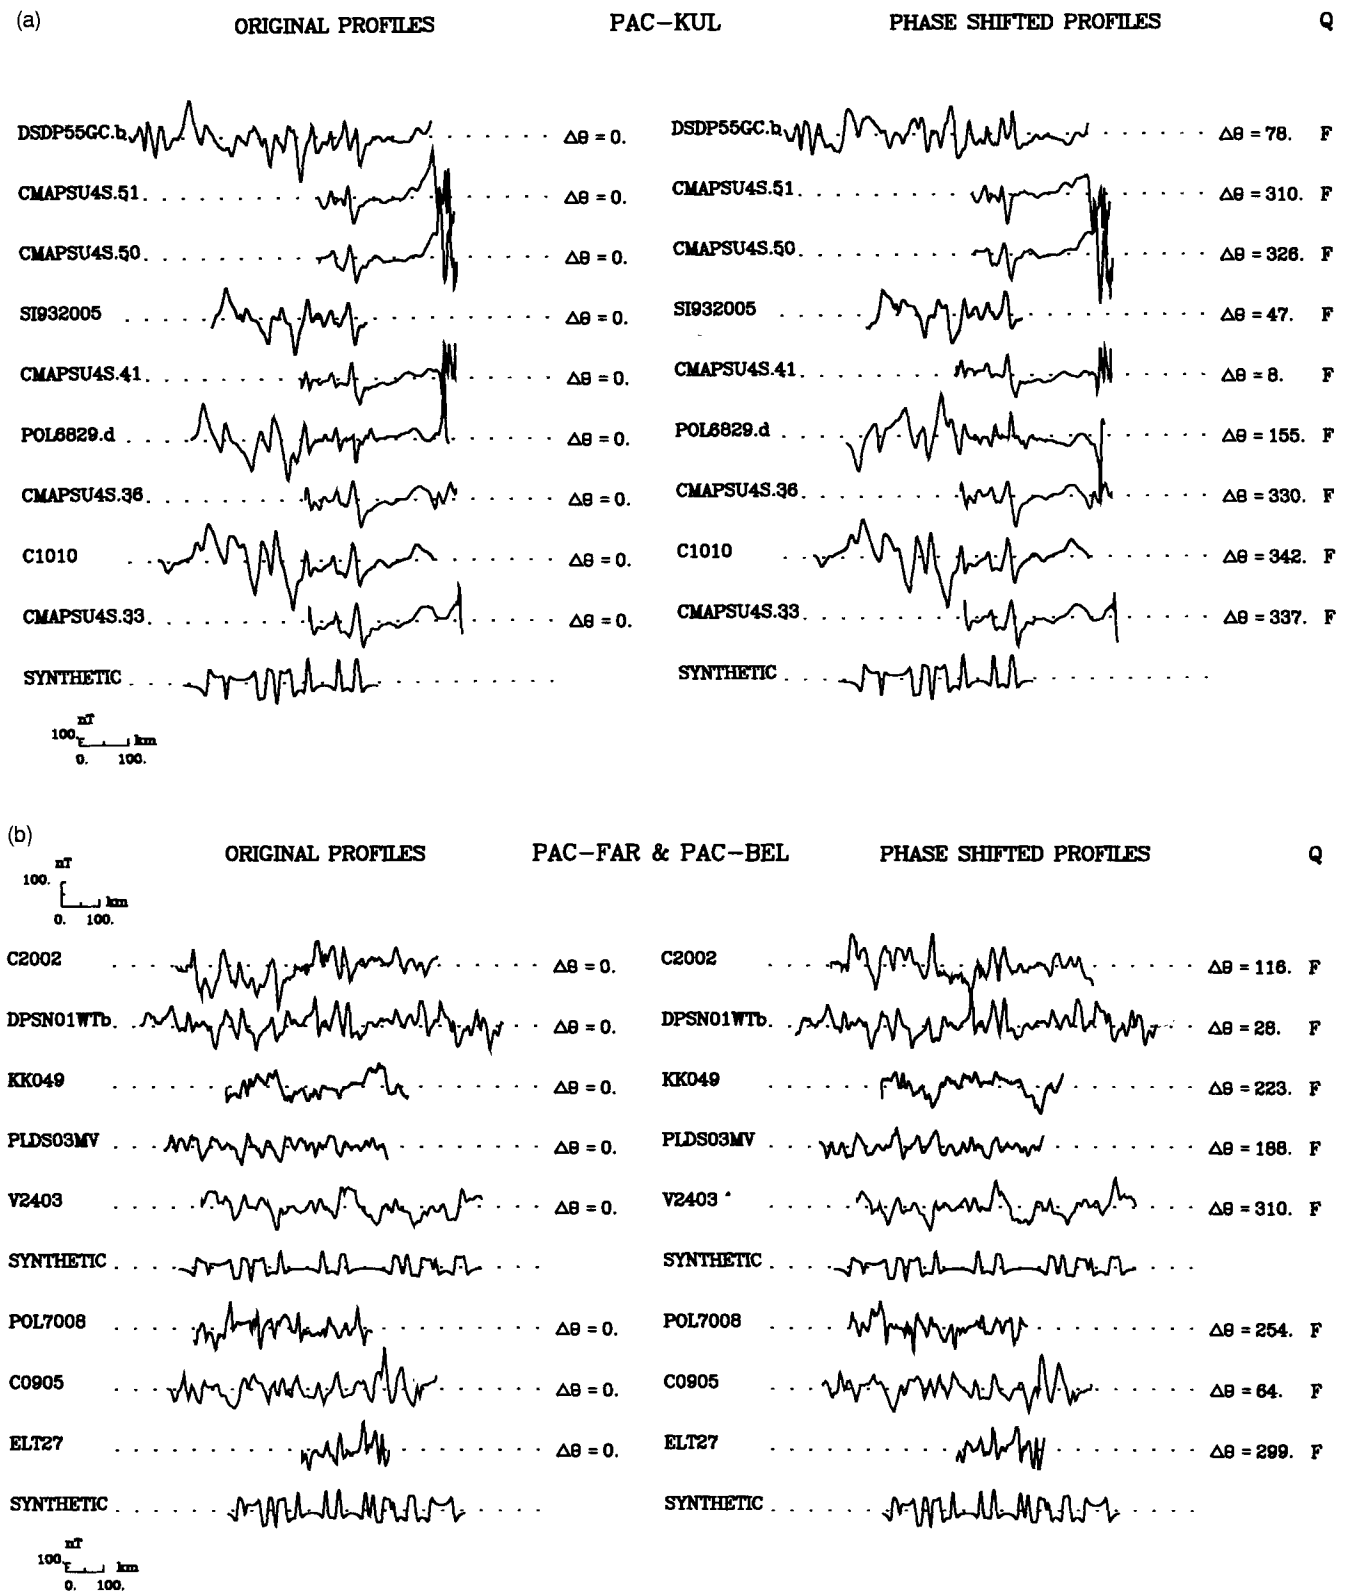 (a)
ORIGINAL PROFILES PAC-KUL PHASE SHIFTED PROFILES Q
DSDP55GC.b Δθ = 0. DSDP55GC.b Δθ = 78. F
CMAPSU4S.51 Δθ = 0. CMAPSU4S.51 Δθ = 310. F
CMAPSU4S.50 Δθ = 0. CMAPSU4S.50 Δθ = 326. F
SI932005 Δθ = 0. SI932005 Δθ = 47. F
CMAPSU4S.41 Δθ = 0. CMAPSU4S.41 Δθ = 8. F
POL6829.d Δθ = 0. POL6829.d Δθ = 155. F
CMAPSU4S.36 Δθ = 0. CMAPSU4S.36 Δθ = 330. F
C1010 Δθ = 0. C1010 Δθ = 342. F
CMAPSU4S.33 Δθ = 0. CMAPSU4S.33 Δθ = 337. F
SYNTHETIC SYNTHETIC
nT
100. km
0. 100.
(b)
ORIGINAL PROFILES PAC-FAR & PAC-BEL PHASE SHIFTED PROFILES Q
nT
100. km
0. 100.
C2002 Δθ = 0. C2002 Δθ = 116. F
DPSN01WTb Δθ = 0. DPSN01WTb Δθ = 28. F
KK049 Δθ = 0. KK049 Δθ = 223. F
PLDS03MV Δθ = 0. PLDS03MV Δθ = 188. F
V2403 Δθ = 0. V2403 Δθ = 310. F
SYNTHETIC SYNTHETIC
POL7008 Δθ = 0. POL7008 Δθ = 254. F
C0905 Δθ = 0. C0905 Δθ = 64. F
ELT27 Δθ = 0. ELT27 Δθ = 299. F
SYNTHETIC SYNTHETIC
nT
100. km
0. 100.